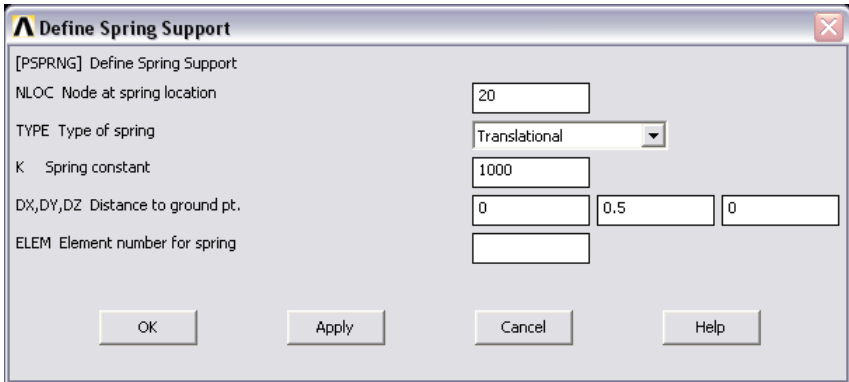 Define Spring Support
[PSPRNG] Define Spring Support
NLOC Node at spring location 20
TYPE Type of spring Translational
K Spring constant 1000
DX,DY,DZ Distance to ground pt. 0 0.5 0
ELEM Element number for spring
OK Apply Cancel Help